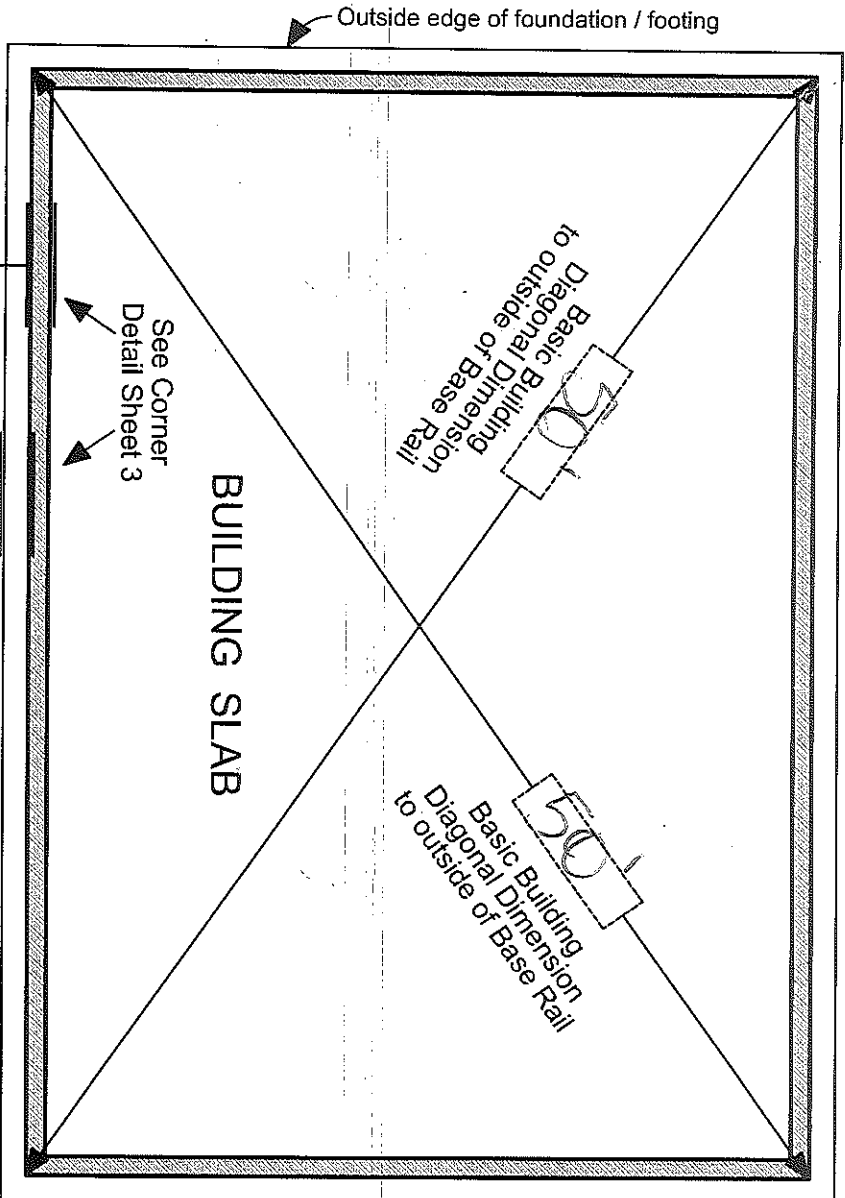 Outside edge of foundation / footing
Basic Building
Diagonal Dimension
to outside of Base Rail
50'
50'
Basic Building
Diagonal Dimension
to outside of Base Rail
See Corner
Detail Sheet 3
BUILDING SLAB